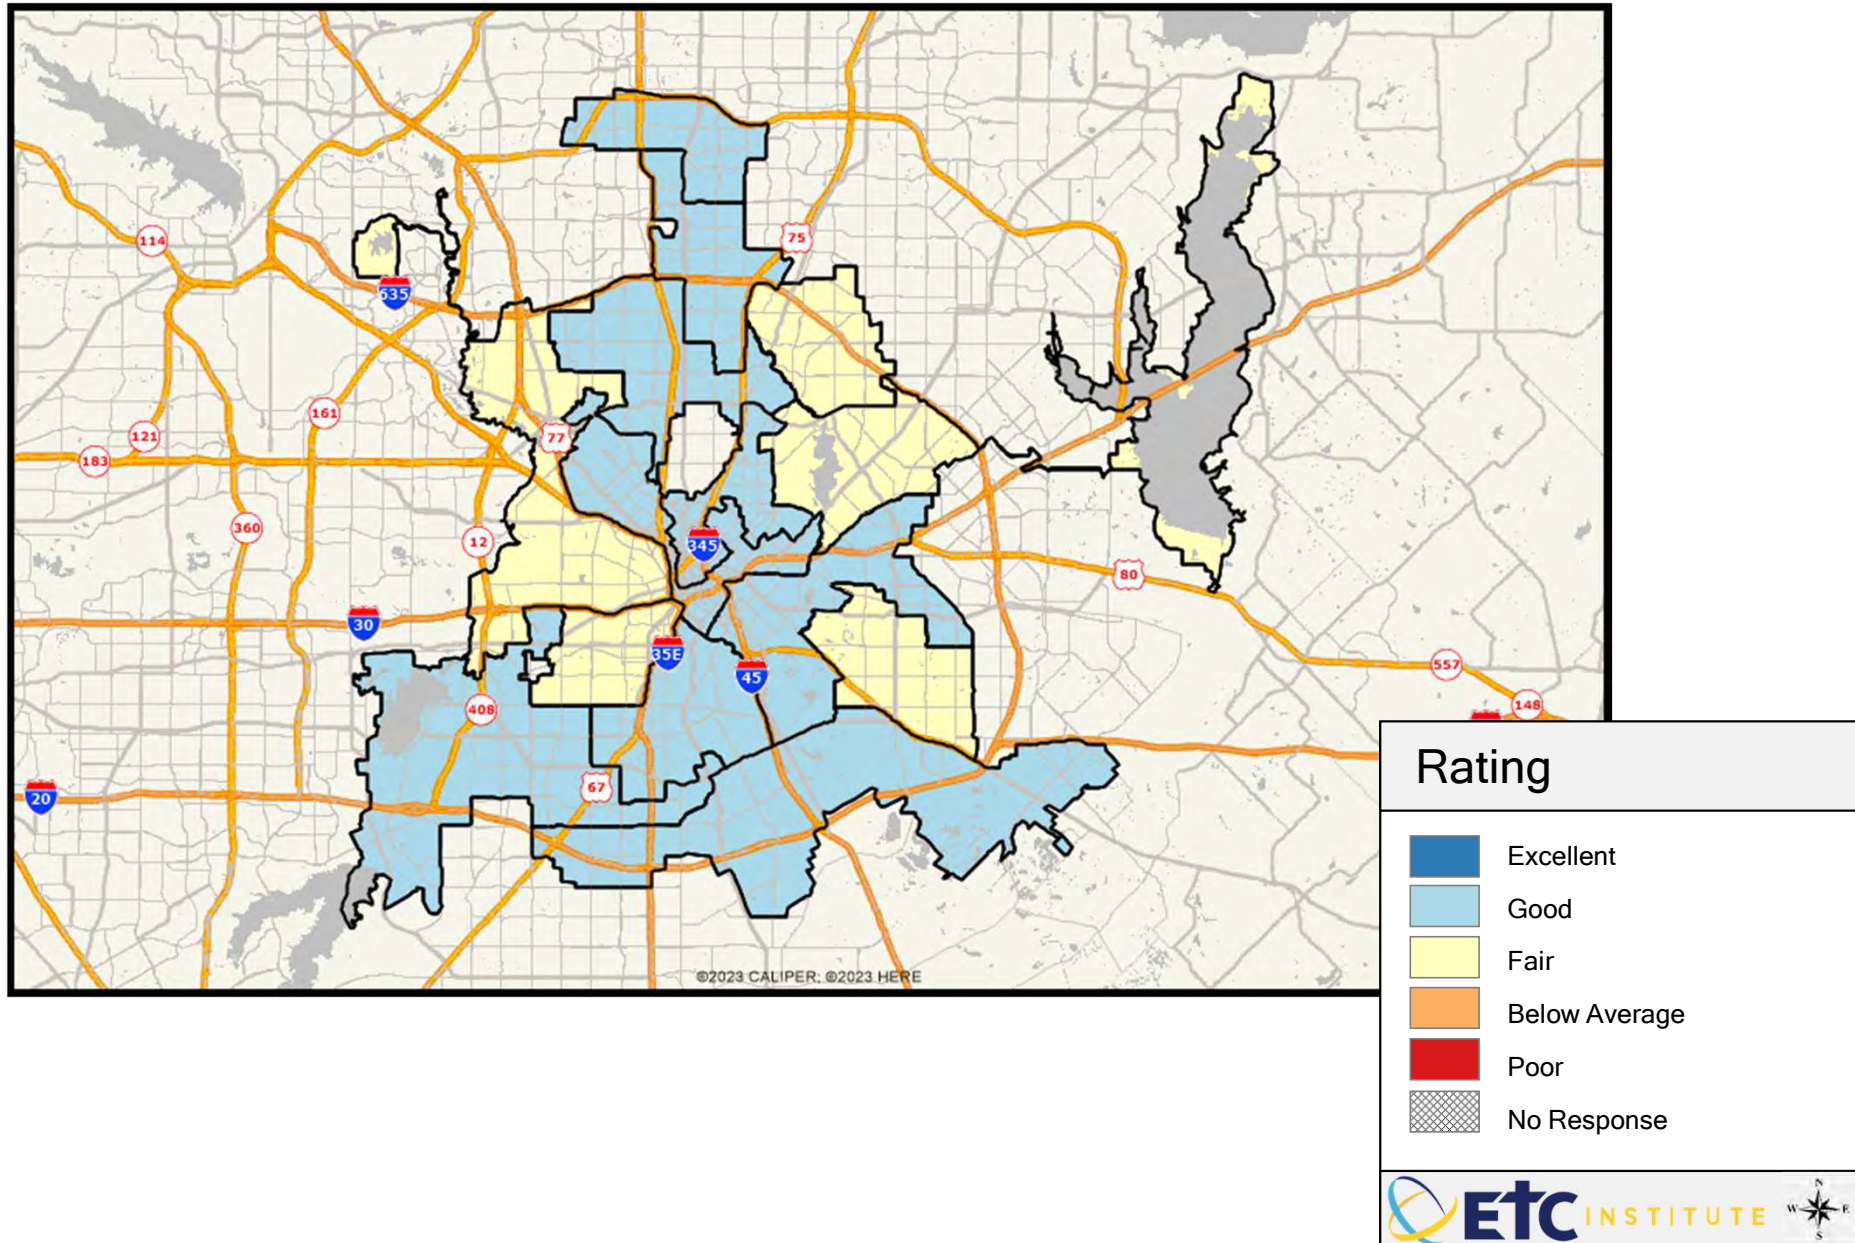 114
75
635
161
121
77
183
360
12
345
80
30
35E
45
557
408
148
67
20
©2023 CALIPER; ©2023 HERE
Rating
Excellent
Good
Fair
Below Average
Poor
No Response
ETC INSTITUTE
N
W E
S